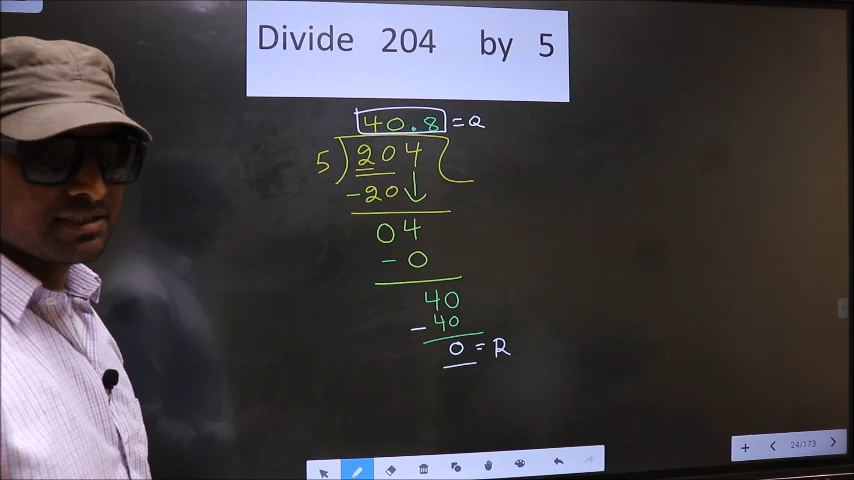 Divide 204 by 5
40.8 = Q
5 ) 204 (
-20
04
- 0
40
- 40
0 = R
24/173